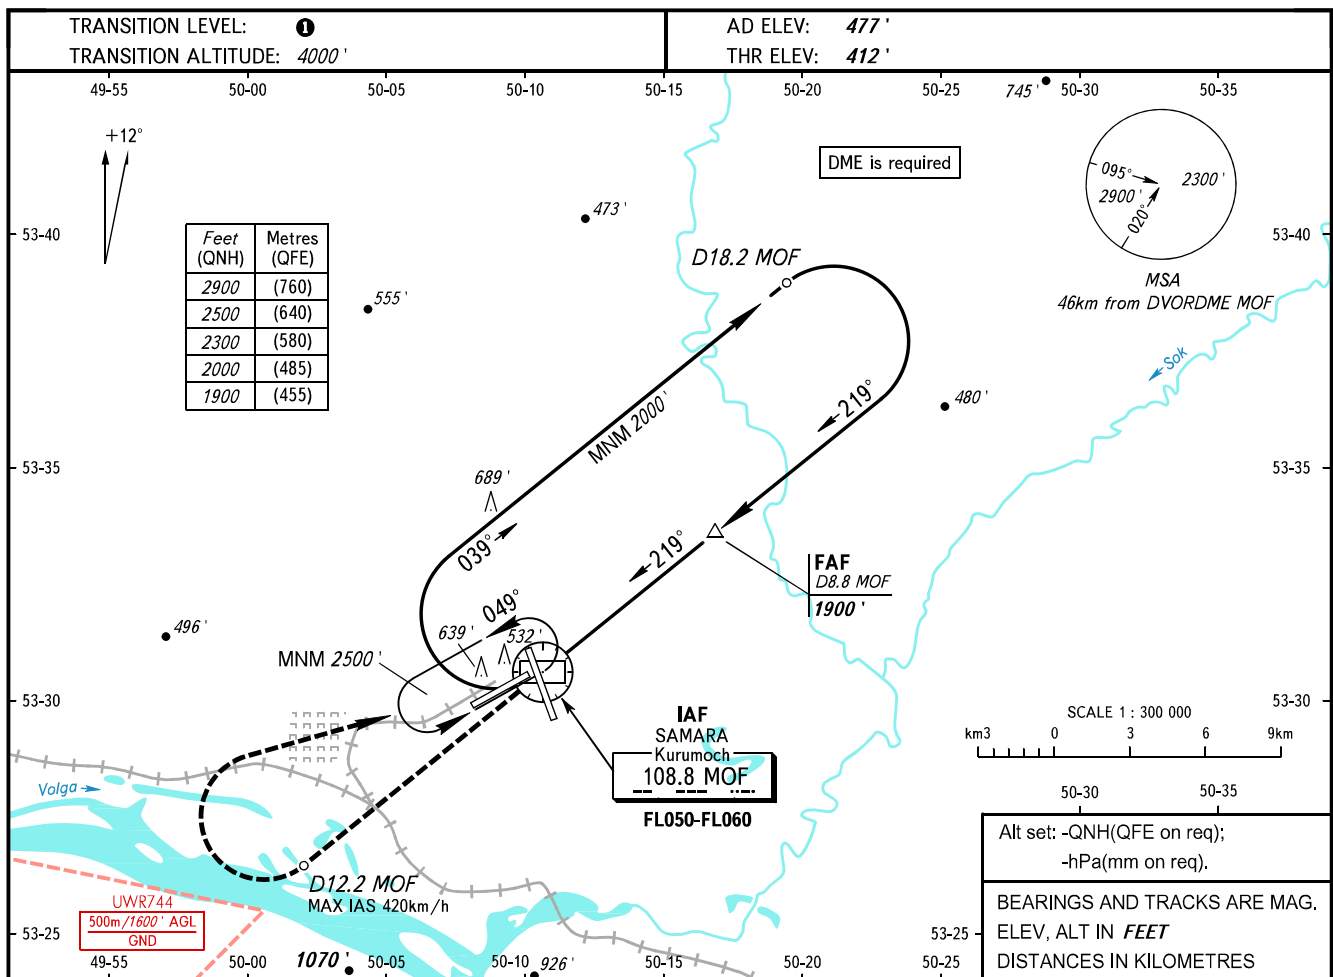 TRANSITION LEVEL: 1
TRANSITION ALTITUDE: 4000'
AD ELEV: 477'
THR ELEV: 412'
49-55 50-00 50-05 50-10 50-15 50-20 50-25 50-30 50-35
745'
+12°
DME is required
095°
2300'
2900'
020°
MSA
46km from DVORDME MOF
Feet (QNH) Metres (QFE)
2900 (760)
2500 (640)
2300 (580)
2000 (485)
1900 (455)
473'
53-40 53-40
D18.2 MOF
555'
Sok
MNM 2000'
219°
480'
53-35 53-35
689'
039°
219°
FAF
D8.8 MOF
1900'
049°
639'
532'
496'
MNM 2500'
53-30 53-30
IAF
SAMARA
Kurumoch
108.8 MOF
FL050-FL060
SCALE 1 : 300 000
km3 0 3 6 9km
50-30 50-35
Volga
D12.2 MOF
MAX IAS 420km/h
UWR744
500m/1600' AGL
GND
Alt set: -QNH(QFE on req);
-hPa(mm on req).
BEARINGS AND TRACKS ARE MAG.
ELEV, ALT IN FEET
DISTANCES IN KILOMETRES
53-25 53-25
1070'
926'
49-55 50-00 50-05 50-10 50-15 50-20 50-25